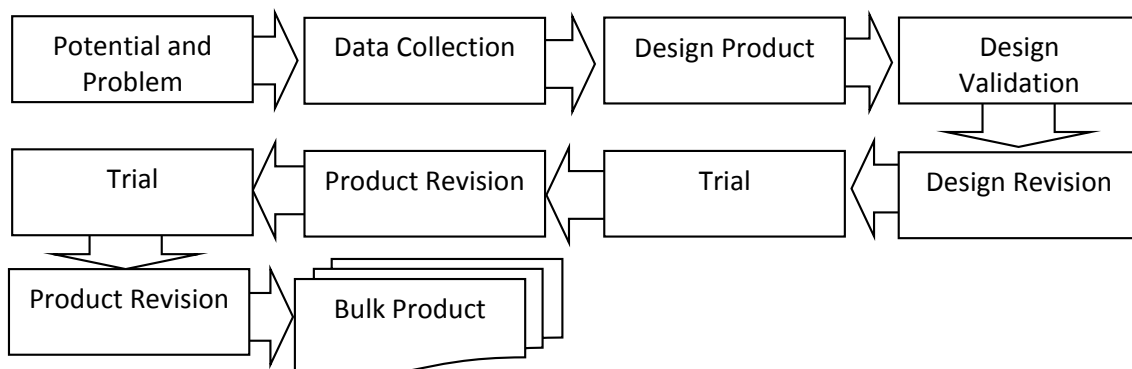 Potential and
Problem
Data Collection
Design Product
Design
Validation
Design Revision
Trial
Product Revision
Trial
Product Revision
Bulk Product